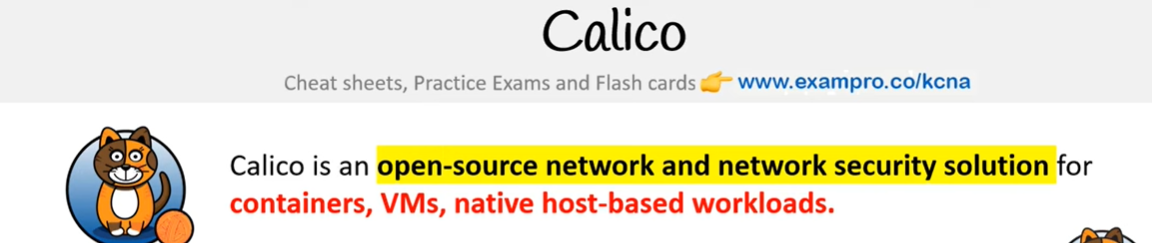 Calico
Cheat sheets, Practice Exams and Flash cards 👉 www.exampro.co/kcna
Calico is an open-source network and network security solution for
containers, VMs, native host-based workloads.